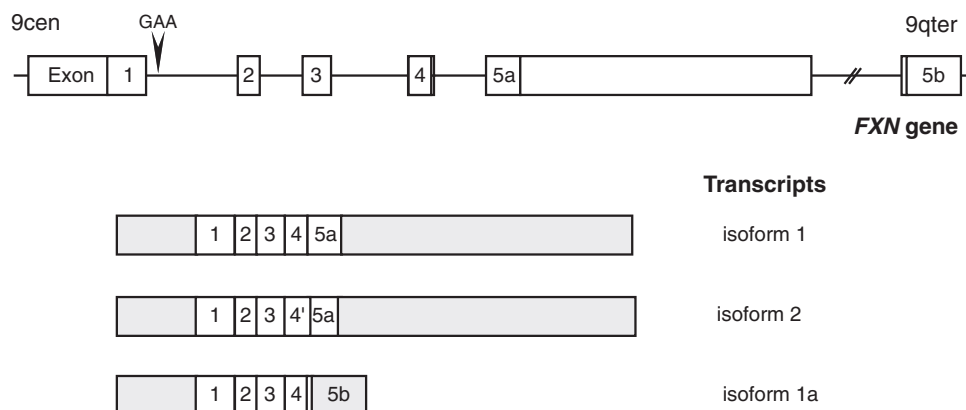 9cen GAA 9qter
Exon 1 2 3 4 5a 5b
FXN gene
Transcripts
1 2 3 4 5a isoform 1
1 2 3 4' 5a isoform 2
1 2 3 4 5b isoform 1a